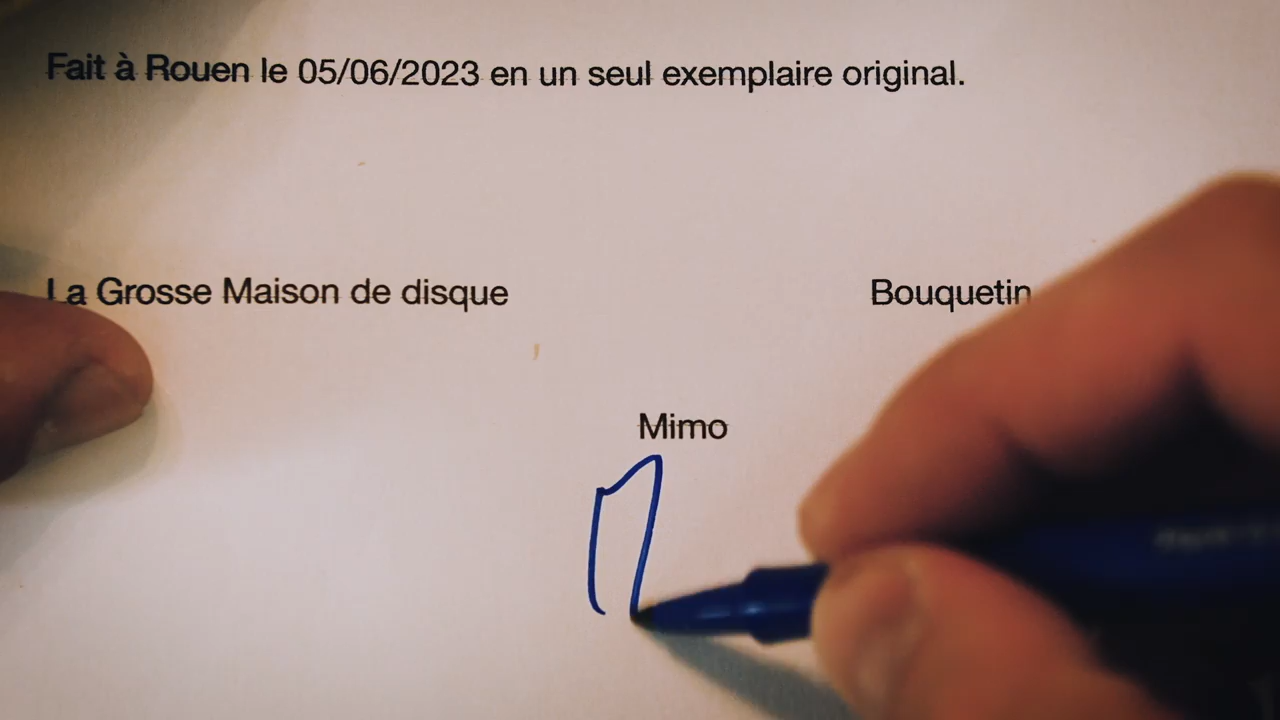 Fait à Rouen le 05/06/2023 en un seul exemplaire original.
La Grosse Maison de disque
Bouquetin
Mimo